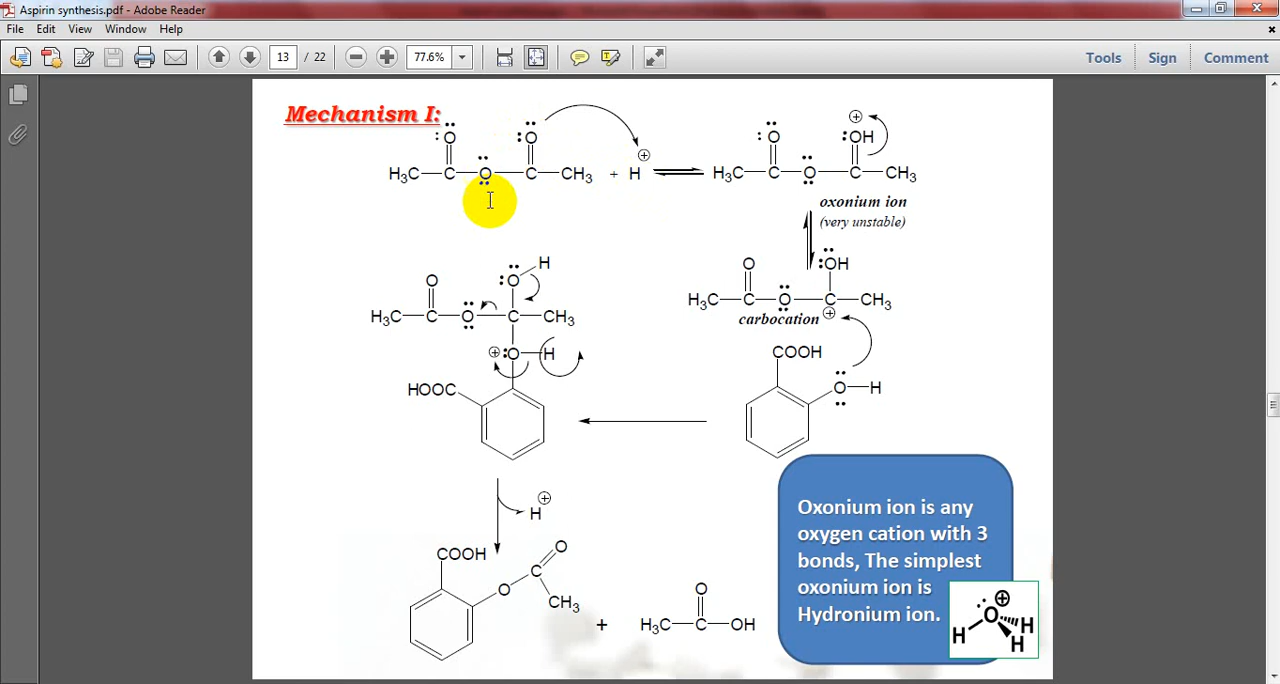 Aspirin synthesis.pdf - Adobe Reader
File Edit View Window Help
13 / 22 77.6% Tools Sign Comment
Mechanism I:
O O OH
H3C C O C CH3 + H H3C C O C CH3
oxonium ion
(very unstable)
O H O OH
O
H3C C O C CH3 H3C C O C CH3
carbocation
O H COOH
HOOC O H
H
COOH O
O C
CH3
+
O
H3C C OH
Oxonium ion is any
oxygen cation with 3
bonds, The simplest
oxonium ion is
Hydronium ion.
O
H H
H